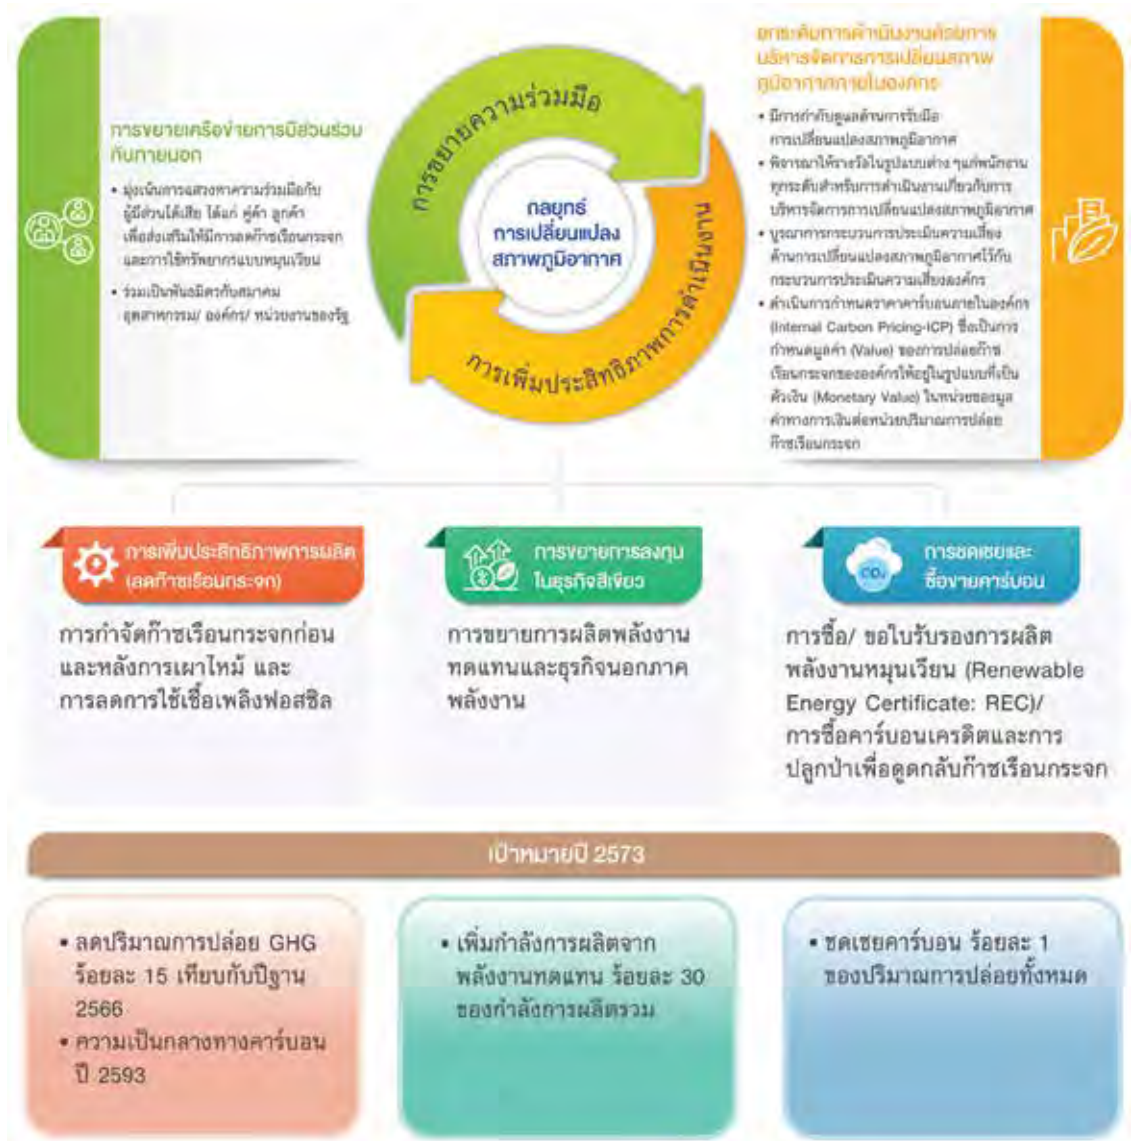 การขยายเครือข่ายการมีส่วนร่วม
กับภายนอก
• มุ่งเน้นการแสวงหาความร่วมมือกับ
ผู้มีส่วนได้เสีย ได้แก่ คู่ค้า ลูกค้า
เพื่อส่งเสริมให้มีการลดก๊าซเรือนกระจก
และการใช้ทรัพยากรแบบหมุนเวียน
• ร่วมเป็นพันธมิตรกับสมาคม
อุตสาหกรรม/ องค์กร/ หน่วยงานของรัฐ
การขยายความร่วมมือ
กลยุทธ์
การเปลี่ยนแปลง
สภาพภูมิอากาศ
การเพิ่มประสิทธิภาพการดำเนินงาน
ยกระดับการดำเนินงานด้วยการ
บริหารจัดการการเปลี่ยนสภาพ
ภูมิอากาศภายในองค์กร
• มีการกำกับดูแลด้านการรับมือ
การเปลี่ยนแปลงสภาพภูมิอากาศ
• พิจารณาให้รางวัลในรูปแบบต่าง ๆแก่พนักงาน
ทุกระดับสำหรับการดำเนินงานเกี่ยวกับการ
บริหารจัดการการเปลี่ยนแปลงสภาพภูมิอากาศ
• บูรณาการกระบวนการประเมินความเสี่ยง
ด้านการเปลี่ยนแปลงสภาพภูมิอากาศไว้กับ
กระบวนการประเมินความเสี่ยงองค์กร
• ดำเนินการกำหนดราคาคาร์บอนภายในองค์กร
(Internal Carbon Pricing-ICP) ซึ่งเป็นการ
กำหนดมูลค่า (Value) ของการปล่อยก๊าซ
เรือนกระจกขององค์กรให้อยู่ในรูปแบบที่เป็น
ตัวเงิน (Monetary Value) ในหน่วยของมูล
ค่าทางการเงินต่อหน่วยปริมาณการปล่อย
ก๊าซเรือนกระจก
การเพิ่มประสิทธิภาพการผลิต
(ลดก๊าซเรือนกระจก)
การกำจัดก๊าซเรือนกระจกก่อน
และหลังการเผาไหม้ และ
การลดการใช้เชื้อเพลิงฟอสซิล
การขยายการลงทุน
ในธุรกิจสีเขียว
การขยายการผลิตพลังงาน
ทดแทนและธุรกิจนอกภาค
พลังงาน
CO₂
การชดเชยและ
ซื้อขายคาร์บอน
การซื้อ/ ขอใบรับรองการผลิต
พลังงานหมุนเวียน (Renewable
Energy Certificate: REC)/
การซื้อคาร์บอนเครดิตและการ
ปลูกป่าเพื่อดูดกลับก๊าซเรือนกระจก
เป้าหมายปี 2573
• ลดปริมาณการปล่อย GHG
ร้อยละ 15 เทียบกับปีฐาน
2566
• ความเป็นกลางทางคาร์บอน
ปี 2593
• เพิ่มกำลังการผลิตจาก
พลังงานทดแทน ร้อยละ 30
ของกำลังการผลิตรวม
• ชดเชยคาร์บอน ร้อยละ 1
ของปริมาณการปล่อยทั้งหมด